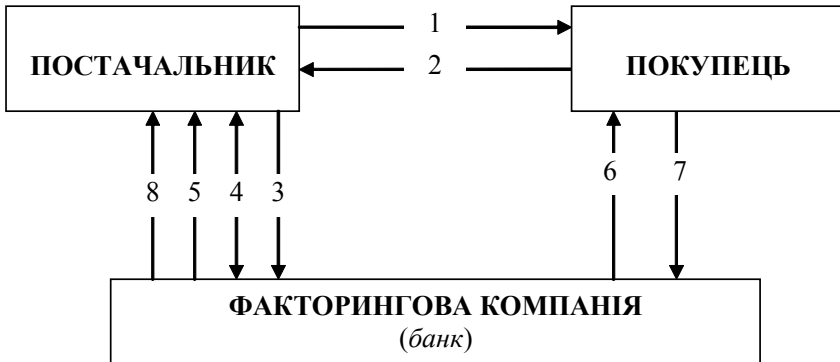 1
ПОСТАЧАЛЬНИК
2
ПОКУПЕЦЬ
8 5 4 3
6 7
ФАКТОРИНГОВА КОМПАНІЯ
(банк)